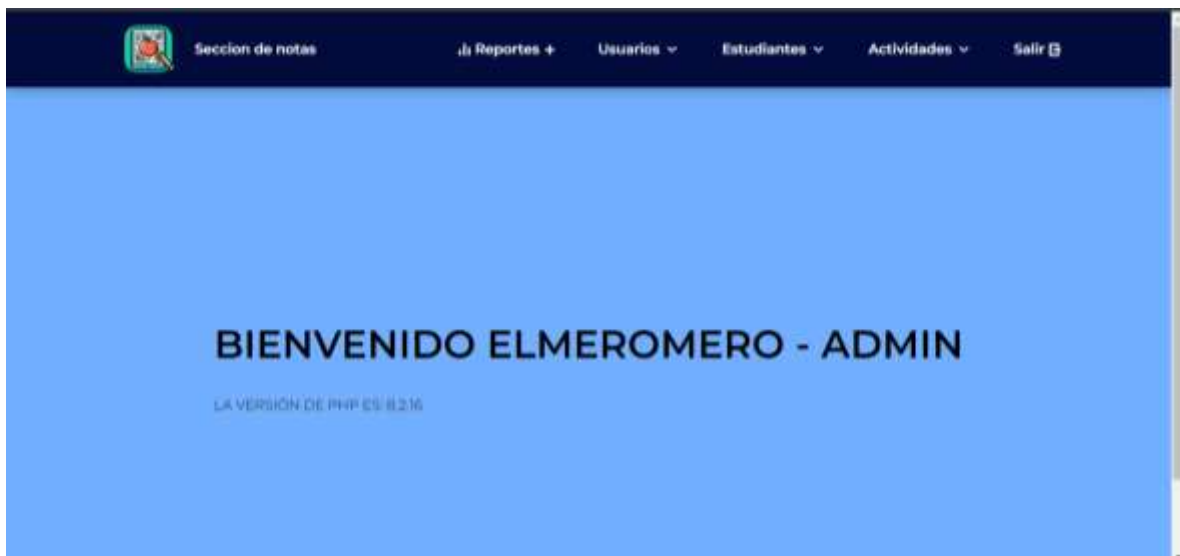 Seccion de notas
Reportes +
Usuarios
Estudiantes
Actividades
Salir
BIENVENIDO ELMEROMERO - ADMIN
LA VERSIÓN DE PHP ES: 8.2.16